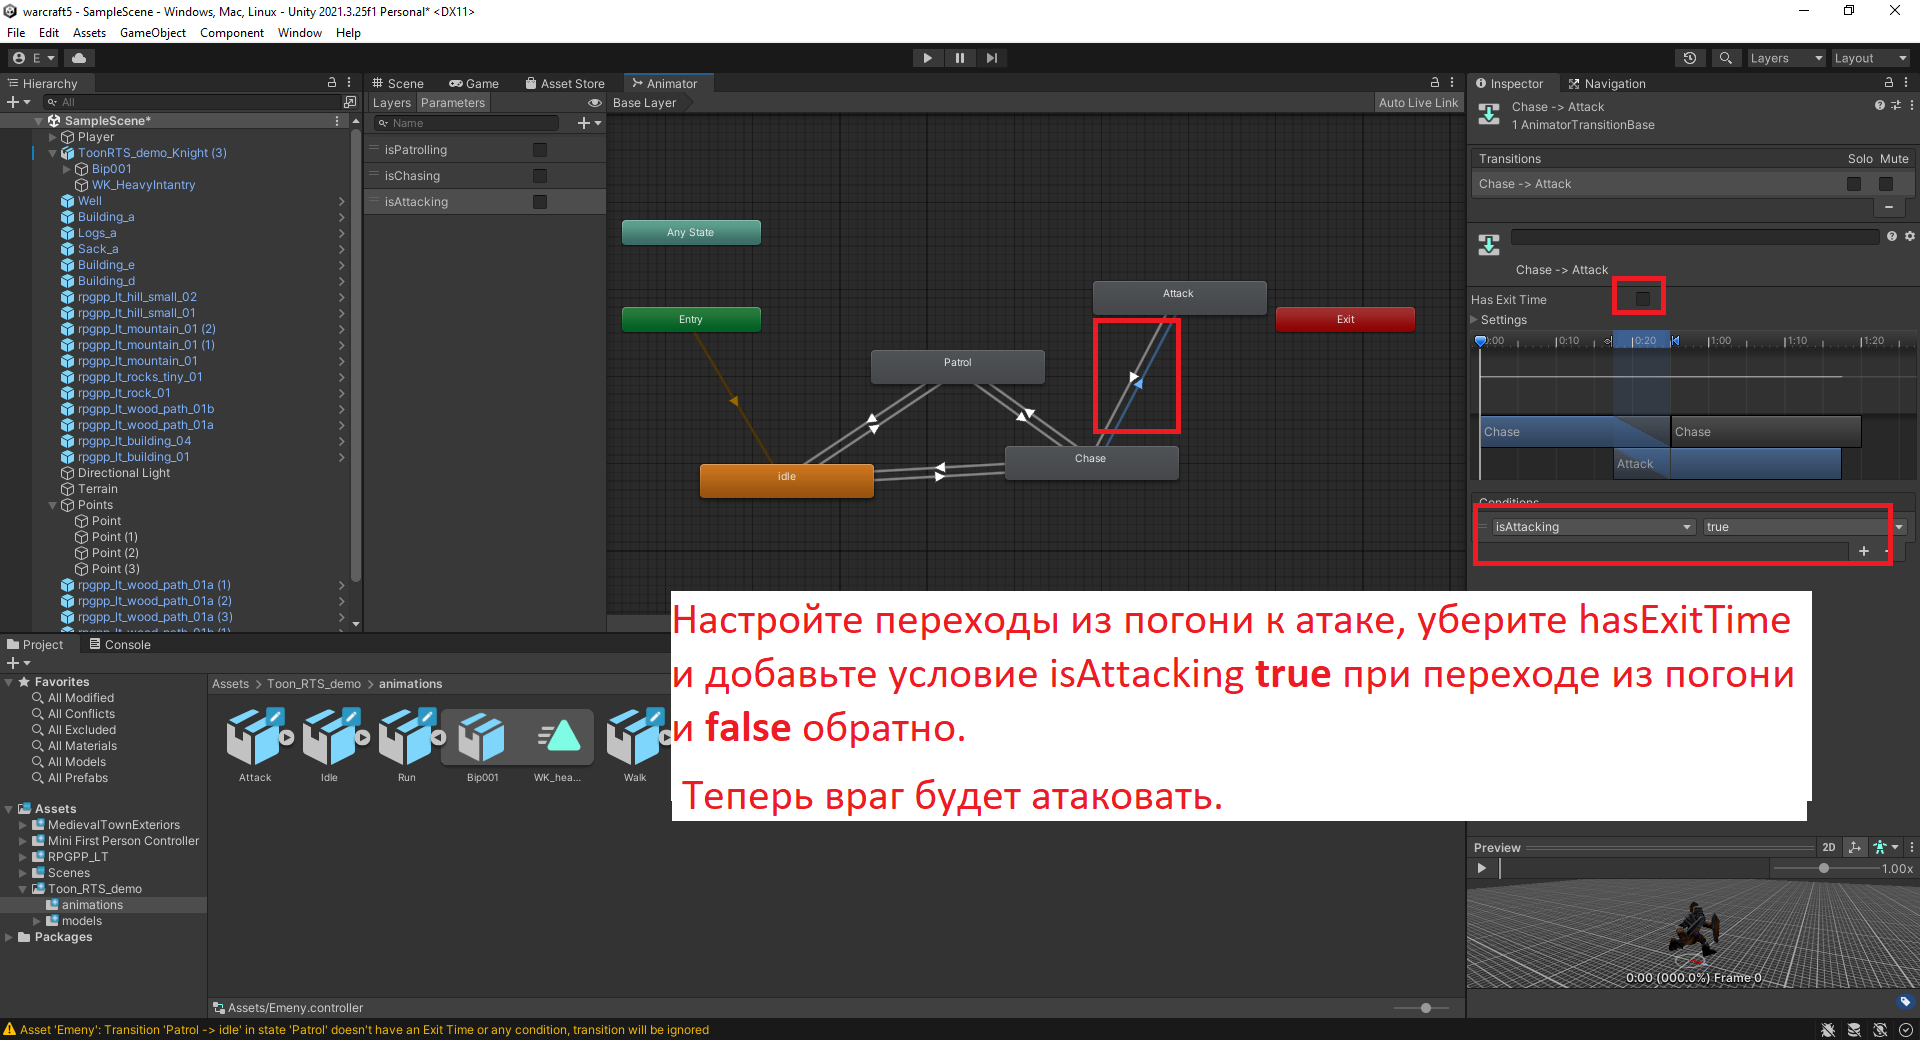 warcraft5 - SampleScene - Windows, Mac, Linux - Unity 2021.3.25f1 Personal* <DX11>
File Edit Assets GameObject Component Window Help
E
Layers Layout
Hierarchy
All
SampleScene*
Player
ToonRTS_demo_Knight (3)
Bip001
WK_HeavyIntantry
Well
Building_a
Logs_a
Sack_a
Building_e
Building_d
rpgpp_lt_hill_small_02
rpgpp_lt_hill_small_01
rpgpp_lt_mountain_01 (2)
rpgpp_lt_mountain_01 (1)
rpgpp_lt_mountain_01
rpgpp_lt_rocks_tiny_01
rpgpp_lt_rock_01
rpgpp_lt_wood_path_01b
rpgpp_lt_wood_path_01a
rpgpp_lt_building_04
rpgpp_lt_building_01
Directional Light
Terrain
Points
Point
Point (1)
Point (2)
Point (3)
rpgpp_lt_wood_path_01a (1)
rpgpp_lt_wood_path_01a (2)
rpgpp_lt_wood_path_01a (3)
Scene Game Asset Store Animator
Layers Parameters Base Layer Auto Live Link
Name
isPatrolling
isChasing
isAttacking
Any State
Entry
Attack
Exit
Patrol
Chase
idle
Inspector Navigation
Chase -> Attack
1 AnimatorTransitionBase
Transitions Solo Mute
Chase -> Attack
Chase -> Attack
Has Exit Time
Settings
0:00 0:10 0:20 1:00 1:10 1:20
Chase Chase
Attack
Conditions
isAttacking true
Настройте переходы из погони к атаке, уберите hasExitTime
и добавьте условие isAttacking true при переходе из погони
и false обратно.
Теперь враг будет атаковать.
Project Console
Favorites
All Modified
All Conflicts
All Excluded
All Materials
All Models
All Prefabs
Assets
MedievalTownExteriors
Mini First Person Controller
RPGPP_LT
Scenes
Toon_RTS_demo
animations
models
Packages
Assets > Toon_RTS_demo > animations
Attack Idle Run Bip001 WK_hea... Walk
Assets/Emeny.controller
Preview 2D
1.00x
0:00 (000.0%) Frame 0
Asset 'Emeny': Transition 'Patrol -> idle' in state 'Patrol' doesn't have an Exit Time or any condition, transition will be ignored